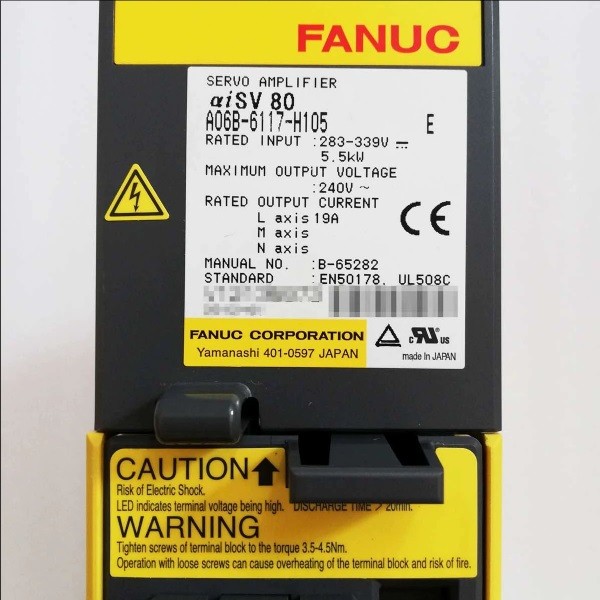 FANUC
SERVO AMPLIFIER
αiSV 80
A06B-6117-H105 E
RATED INPUT :283-339V ⎓
5.5kW
MAXIMUM OUTPUT VOLTAGE
:240V ~
RATED OUTPUT CURRENT
L axis 19A
M axis
N axis
CE
MANUAL NO. :B-65282
STANDARD :EN50178, UL508C
FANUC CORPORATION
Yamanashi 401-0597 JAPAN
c RU US
made In JAPAN
CAUTION
Risk of Electric Shock.
LED indicates terminal voltage being high. DISCHARGE TIME > 20min.
WARNING
Tighten screws of terminal block to the torque 3.5-4.5Nm.
Operation with loose screws can cause overheating of the terminal block and risk of fire.